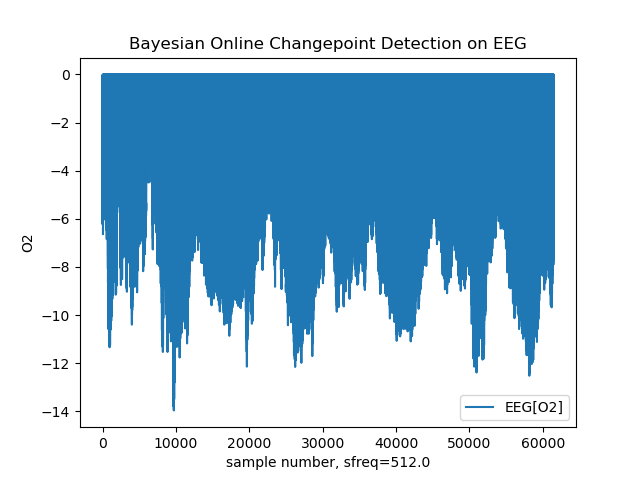 Bayesian Online Changepoint Detection on EEG
0
−2
−4
−6
−8
−10
−12
−14
O2
EEG[O2]
0 10000 20000 30000 40000 50000 60000
sample number, sfreq=512.0